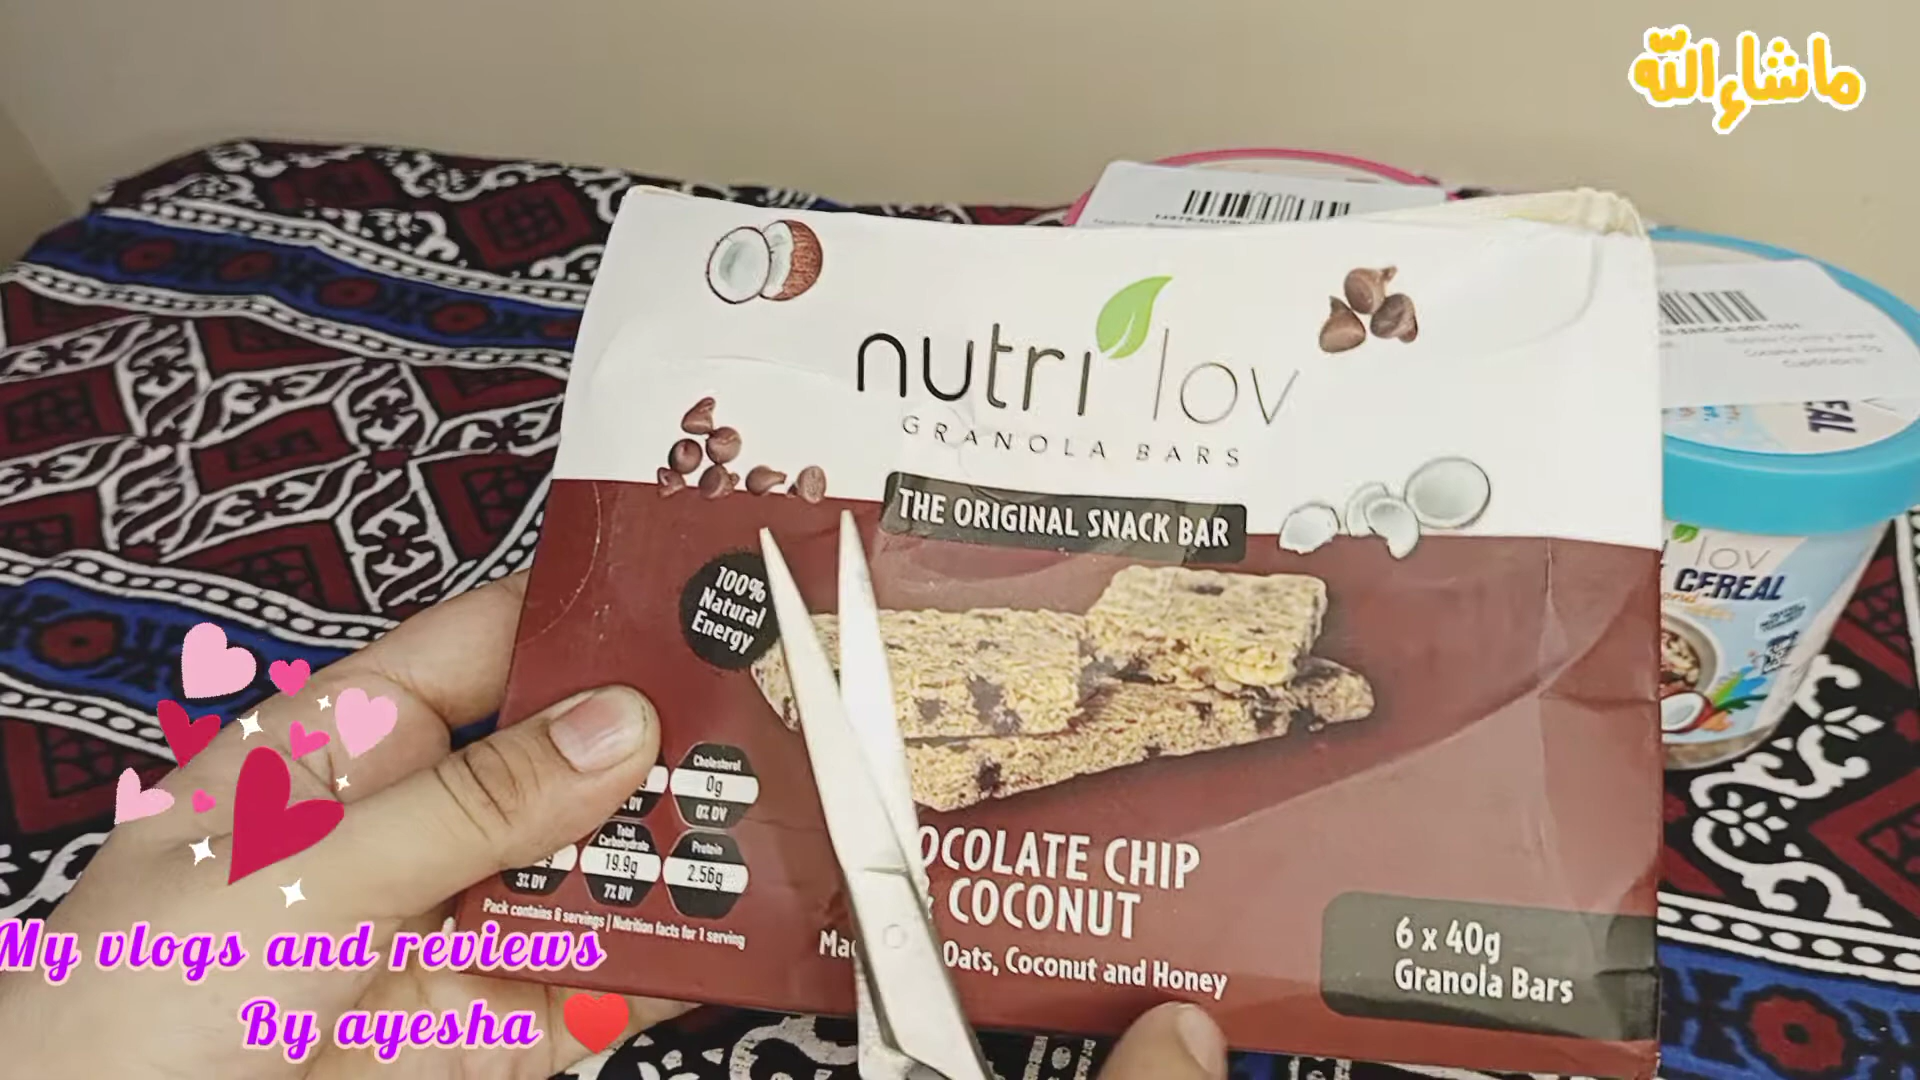 ماشاءالله
nutri lov
GRANOLA BARS
THE ORIGINAL SNACK BAR
100%
Natural
Energy
Cholesterol
0g
0% DV
Total
Carbohydrate
19.9g
7% DV
Protein
2.56g
3% DV
Pack contains 6 servings | Nutrition facts for 1 serving
OCOLATE CHIP
COCONUT
Oats, Coconut and Honey
6 x 40g
Granola Bars
lov
CEREAL
My vlogs and reviews
By ayesha